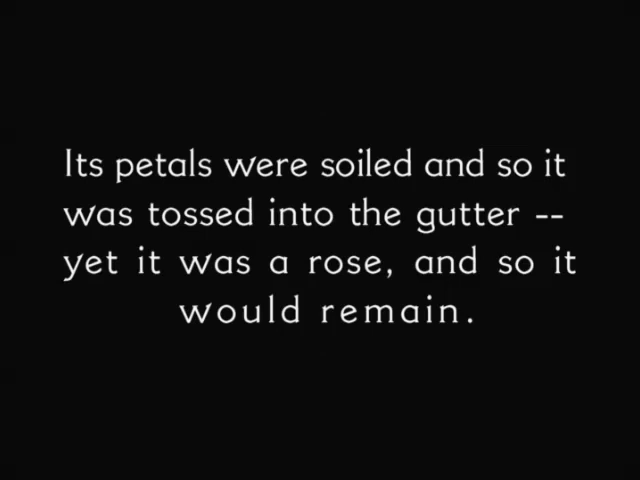 Its petals were soiled and so it
was tossed into the gutter --
yet it was a rose, and so it
would remain.